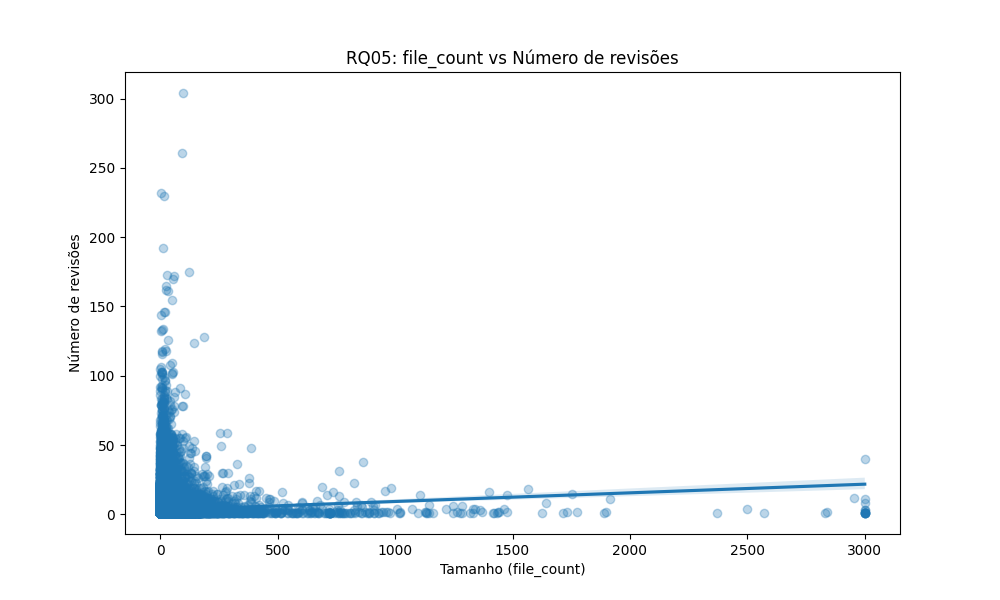 RQ05: file_count vs Número de revisões
Número de revisões
300
250
200
150
100
50
0
0 500 1000 1500 2000 2500 3000
Tamanho (file_count)